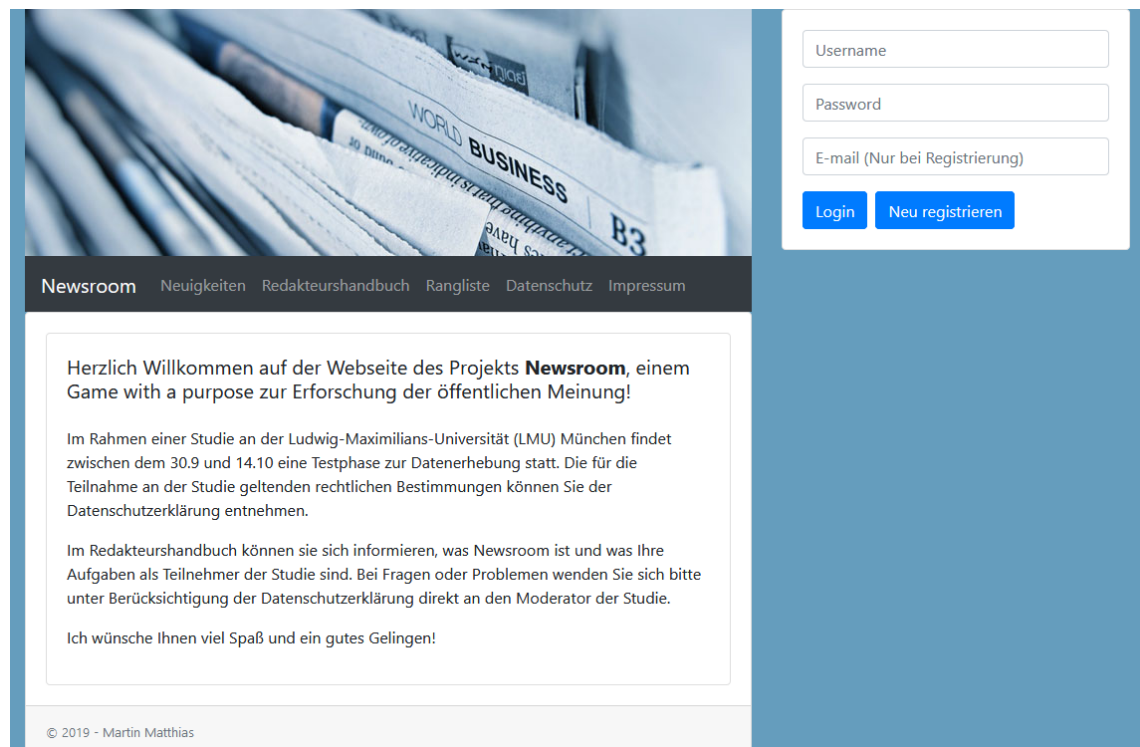 WORLD BUSINESS
B3
Username
Password
E-mail (Nur bei Registrierung)
Login Neu registrieren
Newsroom Neuigkeiten Redakteurshandbuch Rangliste Datenschutz Impressum
Herzlich Willkommen auf der Webseite des Projekts Newsroom, einem
Game with a purpose zur Erforschung der öffentlichen Meinung!
Im Rahmen einer Studie an der Ludwig-Maximilians-Universität (LMU) München findet
zwischen dem 30.9 und 14.10 eine Testphase zur Datenerhebung statt. Die für die
Teilnahme an der Studie geltenden rechtlichen Bestimmungen können Sie der
Datenschutzerklärung entnehmen.
Im Redakteurshandbuch können sie sich informieren, was Newsroom ist und was Ihre
Aufgaben als Teilnehmer der Studie sind. Bei Fragen oder Problemen wenden Sie sich bitte
unter Berücksichtigung der Datenschutzerklärung direkt an den Moderator der Studie.
Ich wünsche Ihnen viel Spaß und ein gutes Gelingen!
© 2019 - Martin Matthias